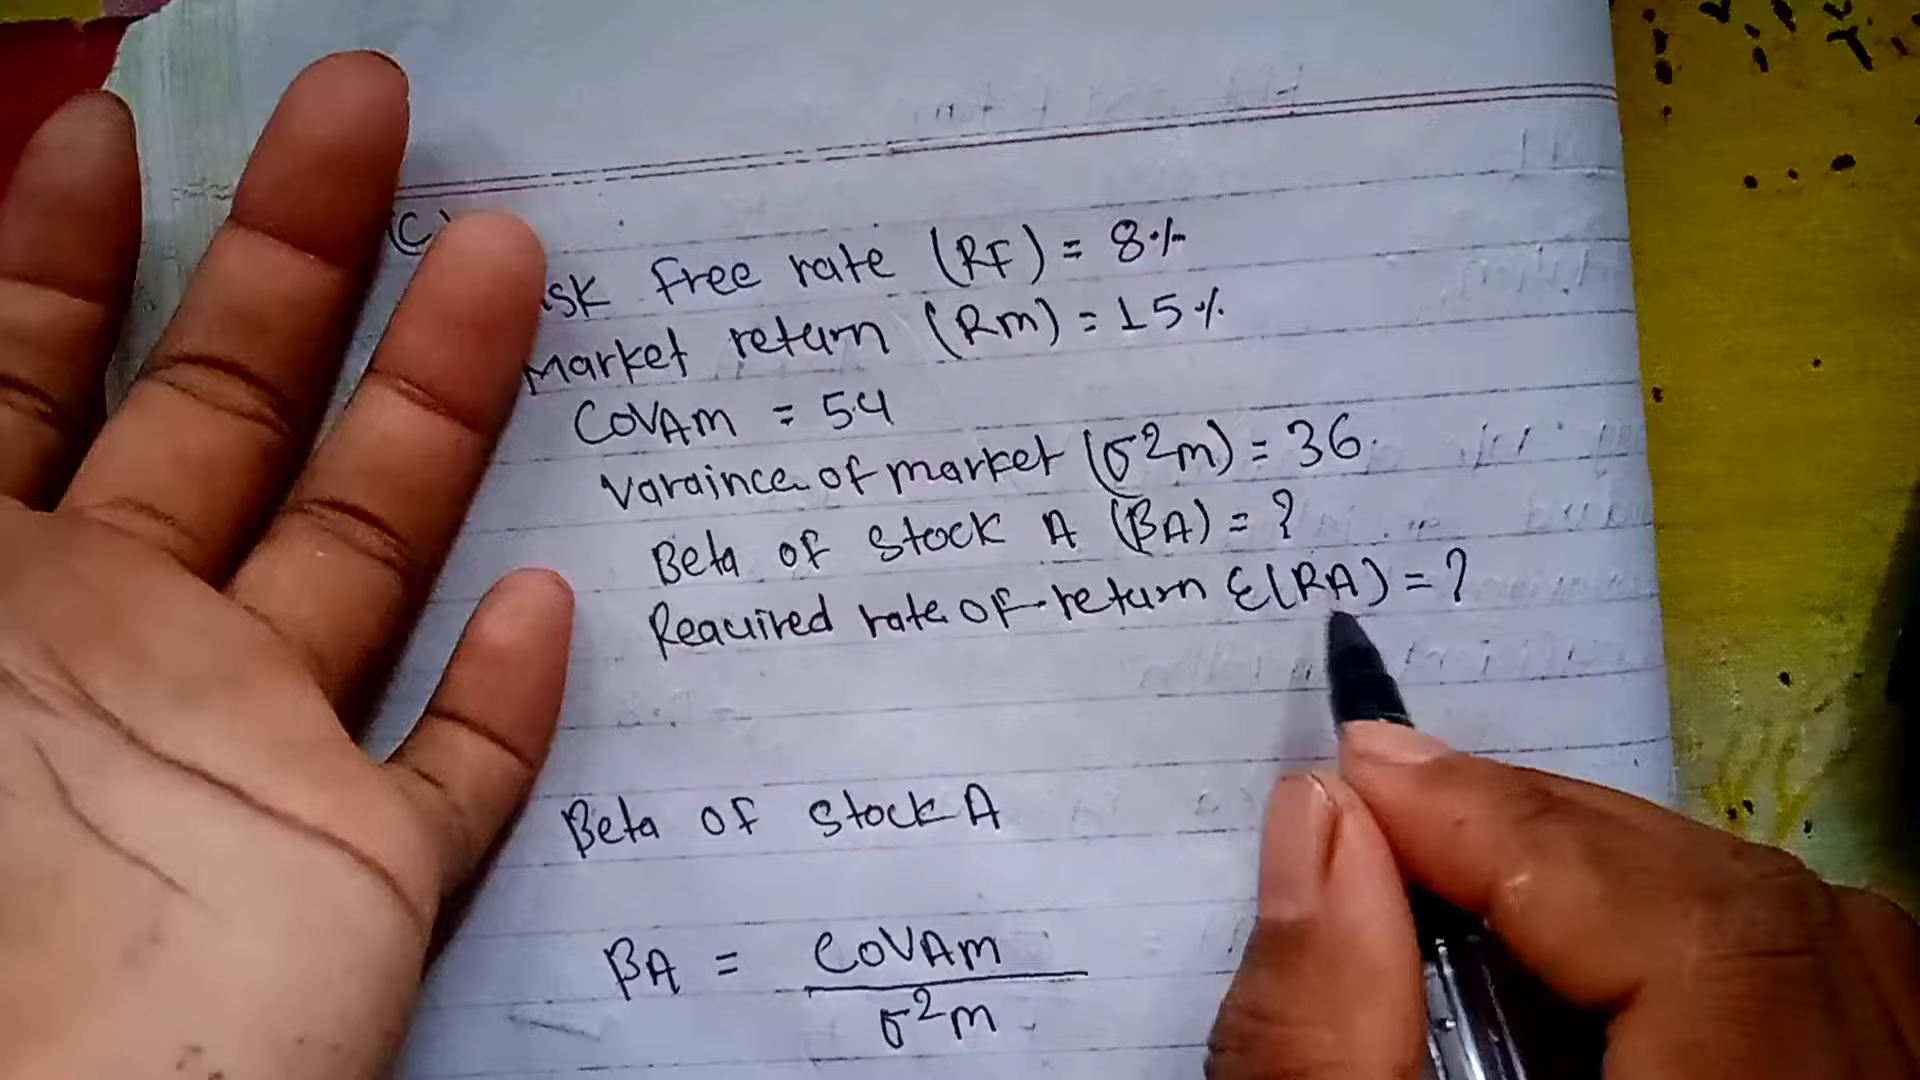 (C)
isk free rate (RF) = 8%
Market return (Rm) = 15%
COVAM = 54
Varaince of market (σ2m) = 36
Beta of stock A (βA) = ?
Reauired rate of return E(RA) = ?
Beta of stock A
βA = COVAM
σ2m